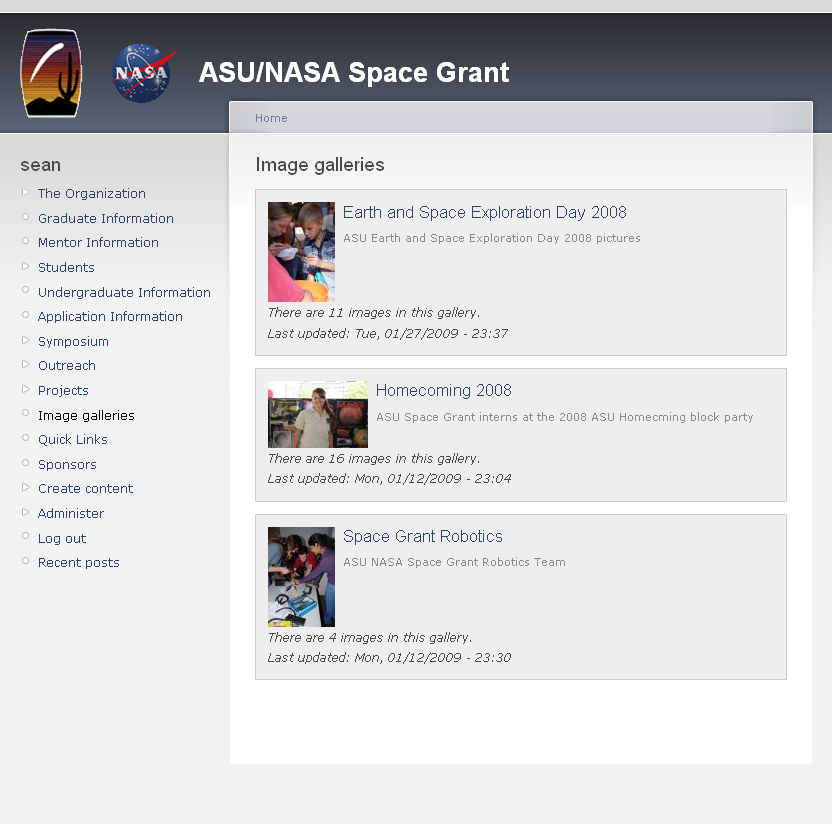 NASA
ASU/NASA Space Grant
Home
sean
The Organization
Graduate Information
Mentor Information
Students
Undergraduate Information
Application Information
Symposium
Outreach
Projects
Image galleries
Quick Links
Sponsors
Create content
Administer
Log out
Recent posts
Image galleries
Earth and Space Exploration Day 2008
ASU Earth and Space Exploration Day 2008 pictures
There are 11 images in this gallery.
Last updated: Tue, 01/27/2009 - 23:37
Homecoming 2008
ASU Space Grant interns at the 2008 ASU Homecming block party
There are 16 images in this gallery.
Last updated: Mon, 01/12/2009 - 23:04
Space Grant Robotics
ASU NASA Space Grant Robotics Team
There are 4 images in this gallery.
Last updated: Mon, 01/12/2009 - 23:30